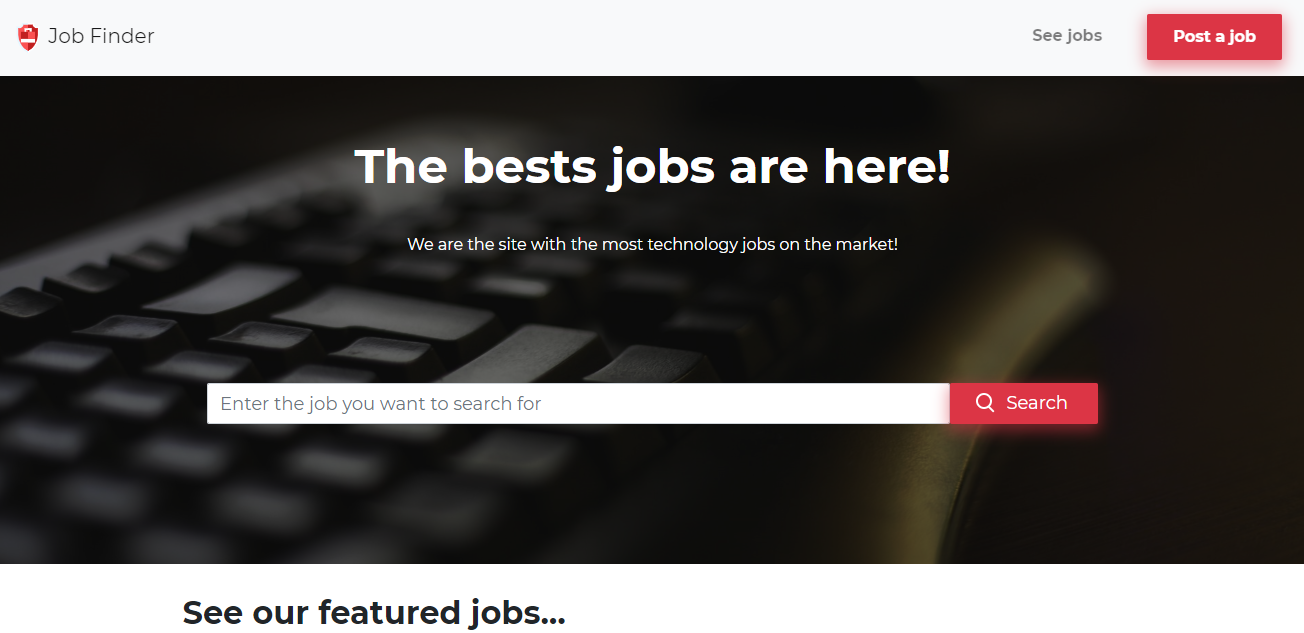 Job Finder
See jobs
Post a job
The bests jobs are here!
We are the site with the most technology jobs on the market!
Enter the job you want to search for
Search
See our featured jobs...